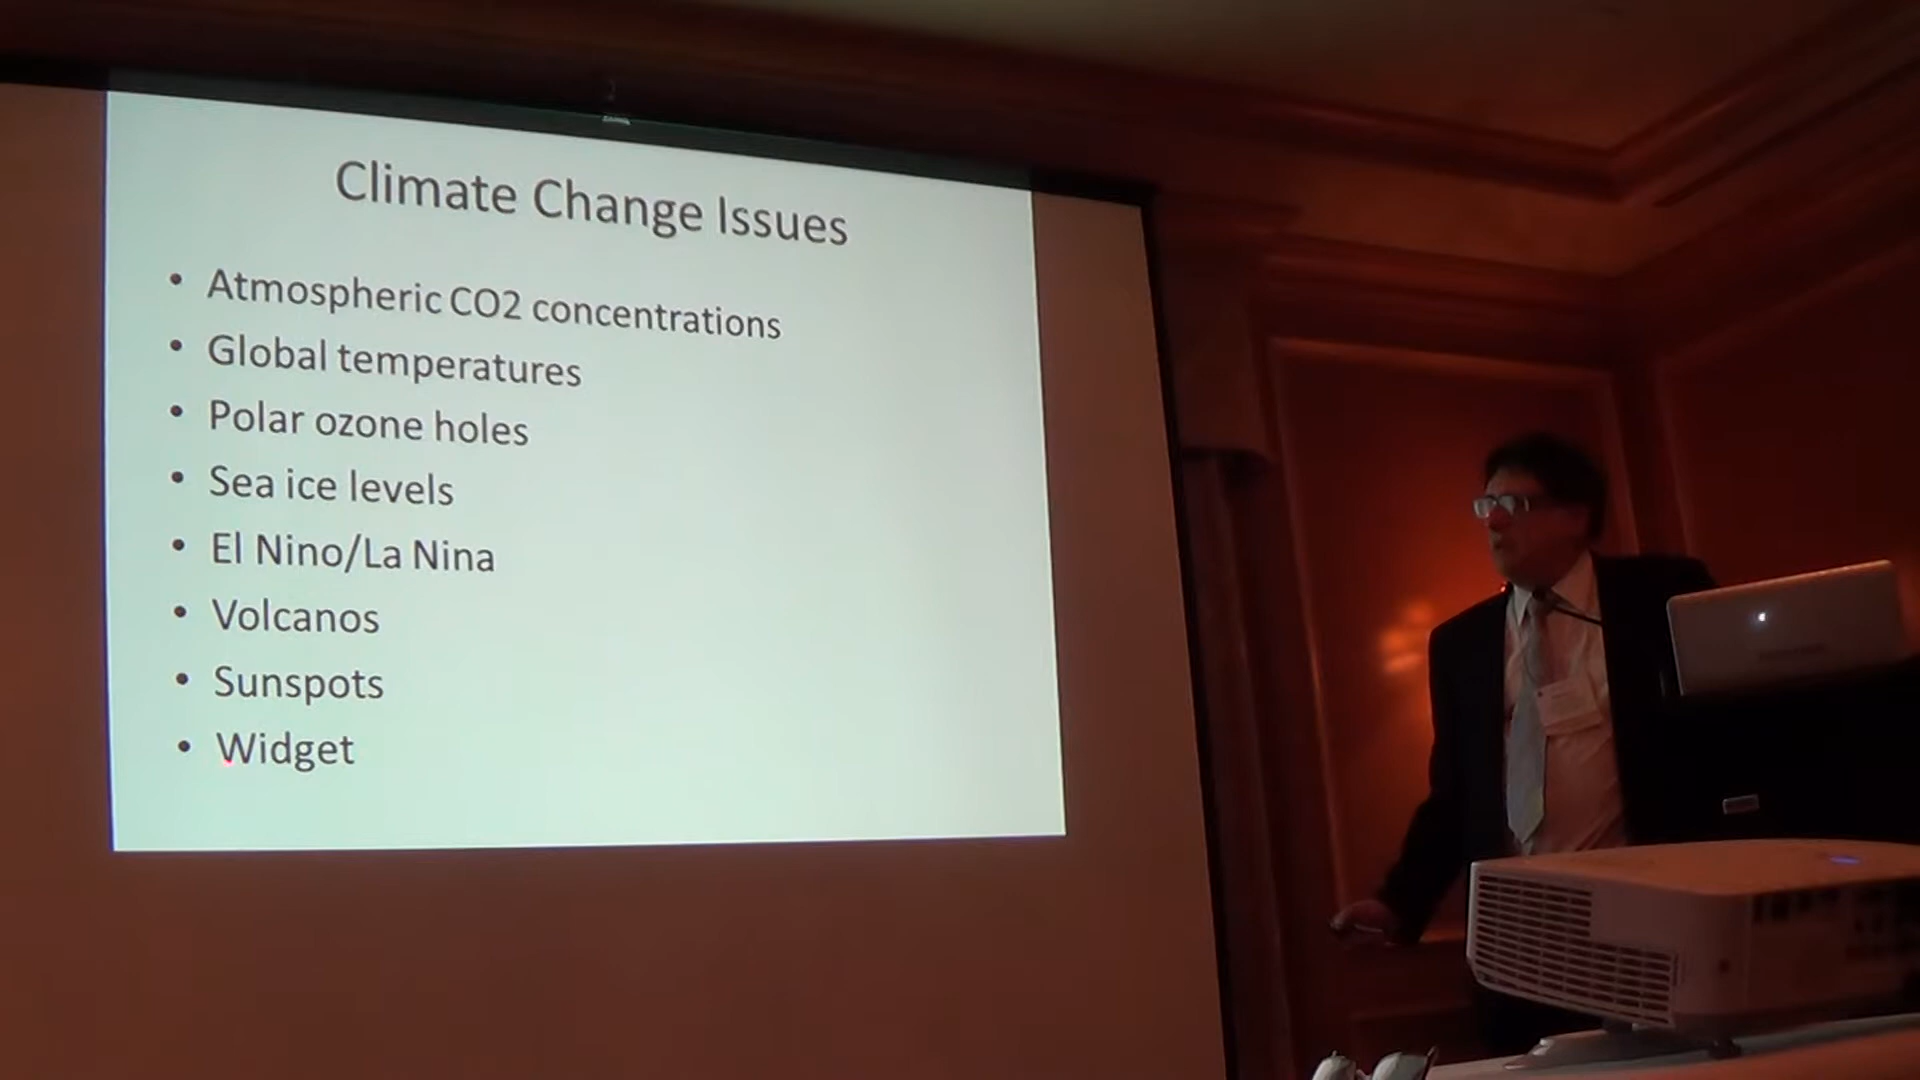 Climate Change Issues
• Atmospheric CO2 concentrations
• Global temperatures
• Polar ozone holes
• Sea ice levels
• El Nino/La Nina
• Volcanos
• Sunspots
• Widget